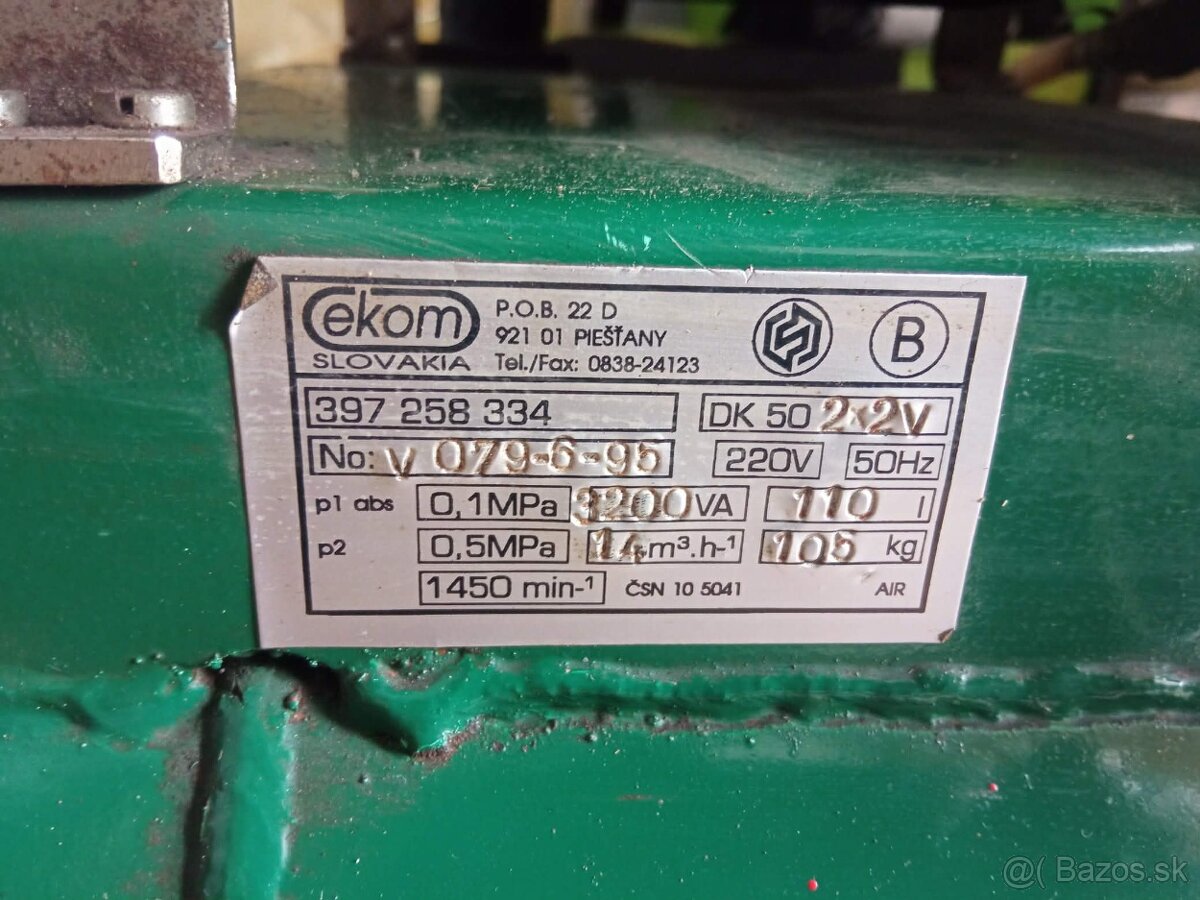 ekom
SLOVAKIA
P.O.B. 22 D
921 01 PIEŠŤANY
Tel./Fax: 0838-24123
B
397 258 334
DK 50 2x2V
No: V 079-6-95
220V
50Hz
p1 abs
0,1MPa
3200VA
110 l
p2
0,5MPa
14 m³.h-¹
105 kg
1450 min-¹
ČSN 10 5041
AIR
@( Bazos.sk